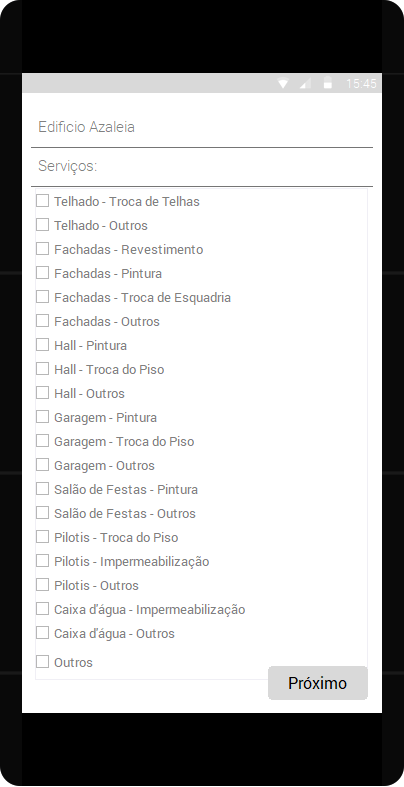 15:45
Edificio Azaleia
Serviços:
Telhado - Troca de Telhas
Telhado - Outros
Fachadas - Revestimento
Fachadas - Pintura
Fachadas - Troca de Esquadria
Fachadas - Outros
Hall - Pintura
Hall - Troca do Piso
Hall - Outros
Garagem - Pintura
Garagem - Troca do Piso
Garagem - Outros
Salão de Festas - Pintura
Salão de Festas - Outros
Pilotis - Troca do Piso
Pilotis - Impermeabilização
Pilotis - Outros
Caixa d'água - Impermeabilização
Caixa d'água - Outros
Outros
Próximo